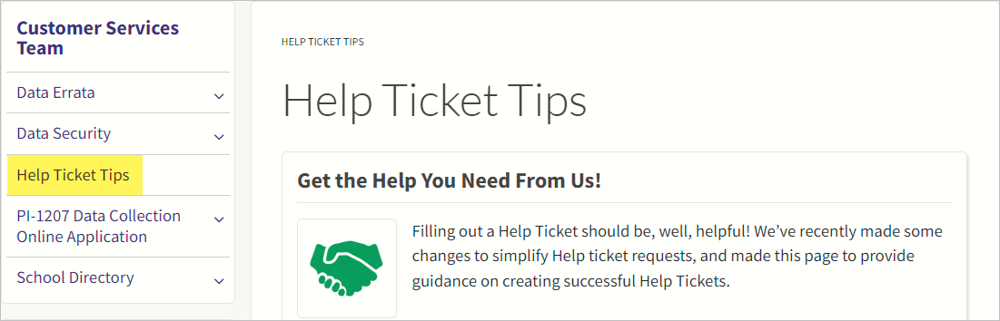 Customer Services
Team
Data Errata
Data Security
Help Ticket Tips
PI-1207 Data Collection
Online Application
School Directory
HELP TICKET TIPS
Help Ticket Tips
Get the Help You Need From Us!
Filling out a Help Ticket should be, well, helpful! We’ve recently made some
changes to simplify Help ticket requests, and made this page to provide
guidance on creating successful Help Tickets.